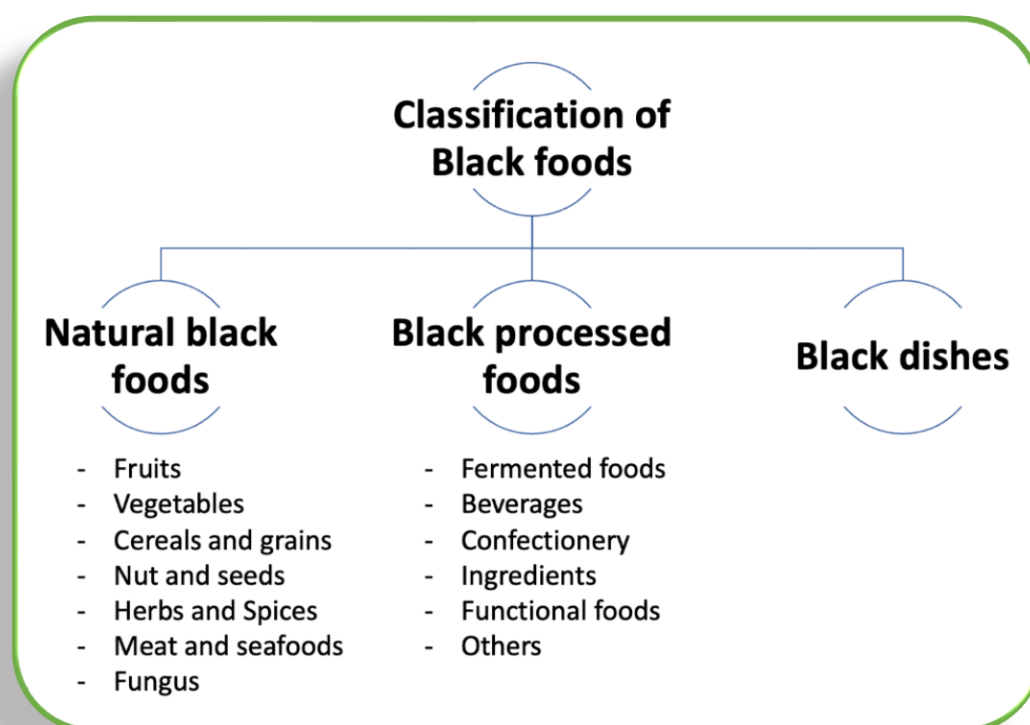 Classification of
Black foods
Natural black
foods
- Fruits
- Vegetables
- Cereals and grains
- Nut and seeds
- Herbs and Spices
- Meat and seafoods
- Fungus
Black processed
foods
- Fermented foods
- Beverages
- Confectionery
- Ingredients
- Functional foods
- Others
Black dishes